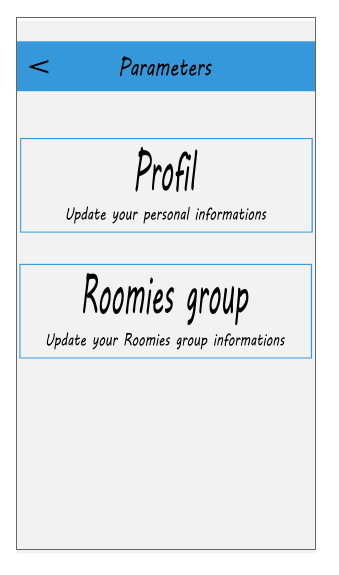 < Parameters
Profil
Update your personal informations
Roomies group
Update your Roomies group informations